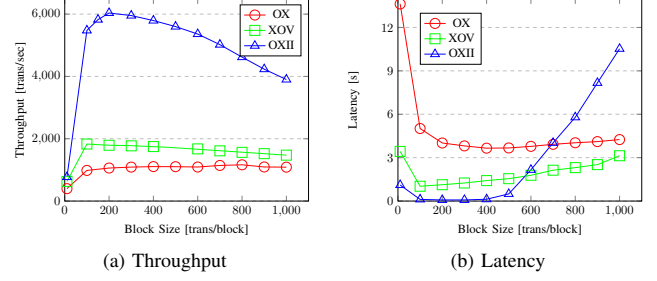 6,000
4,000
2,000
0
Throughput [trans/sec]
OX
XOV
OXII
0
200
400
600
800
1,000
Block Size [trans/block]
(a) Throughput
12
9
6
3
0
Latency [s]
OX
XOV
OXII
0
200
400
600
800
1,000
Block Size [trans/block]
(b) Latency